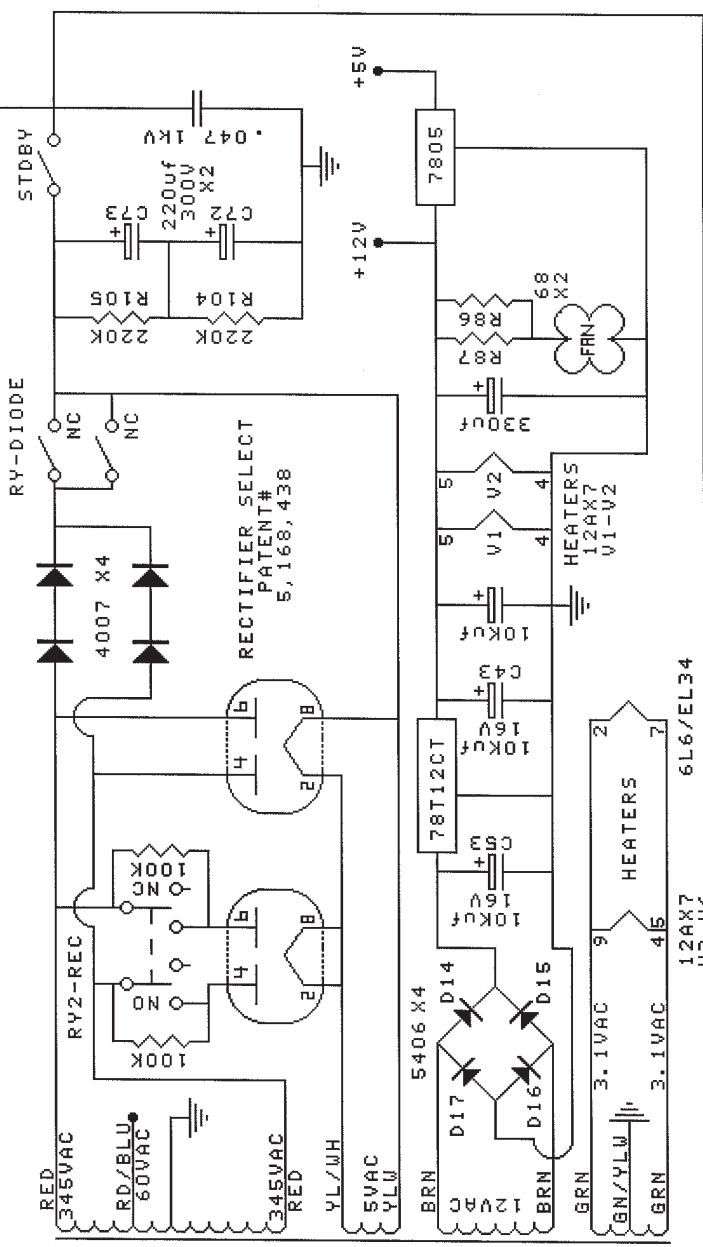 RED
345VAC
RD/BLU
60VAC
345VAC
RED
YL/WH
5VAC
YLW
BRN
12VAC
BRN
GRN
GN/YLW
GRN
3.1VAC
3.1VAC
RY2-REC
100K
100K
NO
NC
4
6
2
8
4
6
2
8
4007 X4
RECTIFIER SELECT
PATENT#
5,168,438
RY-DIODE
NC
NC
220K
R105
220K
R104
+
C73
+
C72
220uf
300V
X2
STDBY
.047 1kV
5406 X4
D17
D14
D16
D15
10Kuf
16V
C53
+
78T12CT
10Kuf
16V
C43
+
10Kuf
+
5
V1
4
5
V2
4
HEATERS
12AX7
V1-V2
330uf
+
R87
R86
68
X2
FAN
+12V
7805
+5V
9
4
5
HEATERS
2
7
12AX7
6L6/EL34